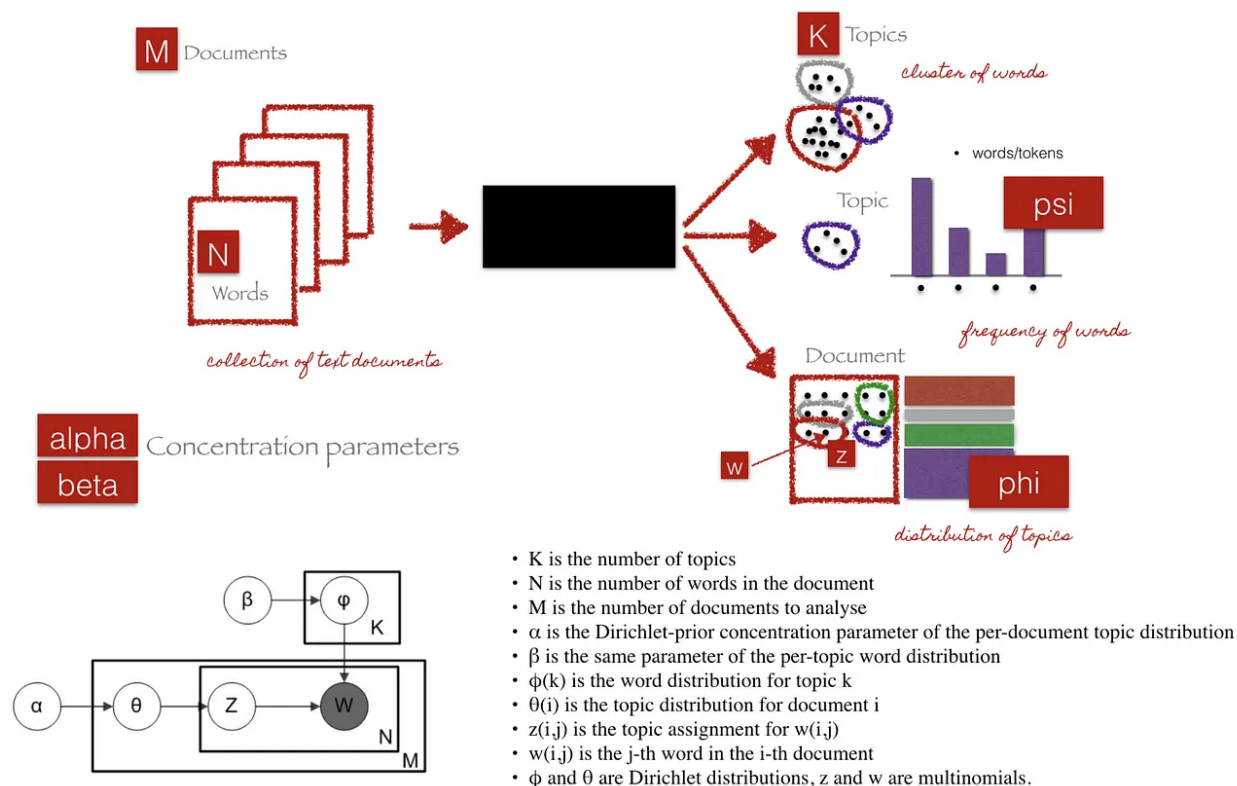 M Documents
K Topics
cluster of words
• words/tokens
Topic
psi
N
Words
frequency of words
collection of text documents
Document
alpha
beta
Concentration parameters
w
z
phi
distribution of topics
• K is the number of topics
• N is the number of words in the document
• M is the number of documents to analyse
• α is the Dirichlet-prior concentration parameter of the per-document topic distribution
• β is the same parameter of the per-topic word distribution
• ϕ(k) is the word distribution for topic k
• θ(i) is the topic distribution for document i
• z(i,j) is the topic assignment for w(i,j)
• w(i,j) is the j-th word in the i-th document
• ϕ and θ are Dirichlet distributions, z and w are multinomials.
β
φ
K
α
θ
Z
W
N
M